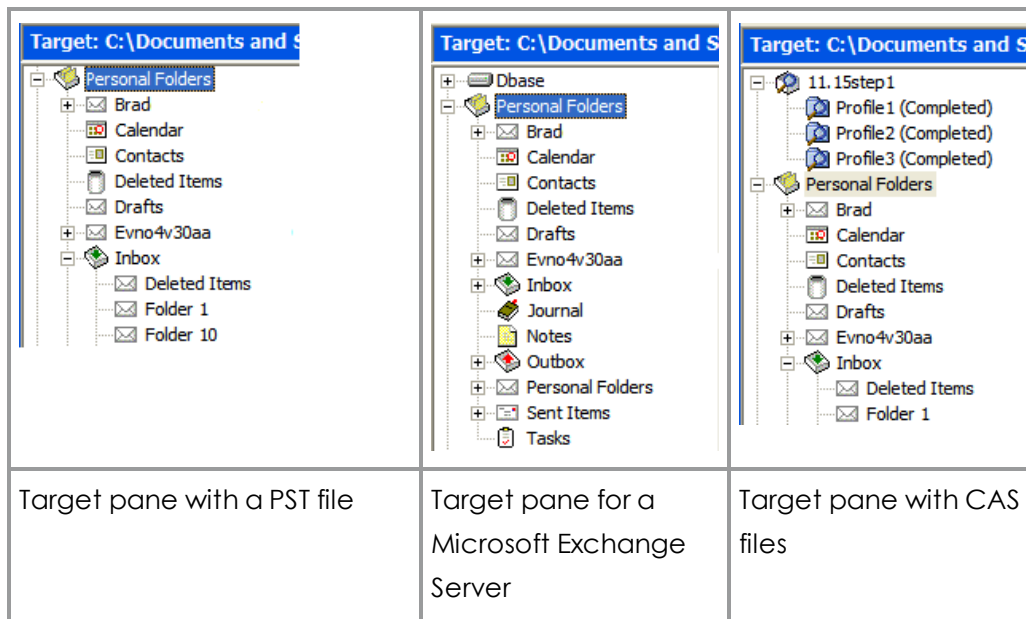 Target: C:\Documents and S
Personal Folders
Brad
Calendar
Contacts
Deleted Items
Drafts
Evno4v30aa
Inbox
Deleted Items
Folder 1
Folder 10
Target pane with a PST file
Target: C:\Documents and S
Dbase
Personal Folders
Brad
Calendar
Contacts
Deleted Items
Drafts
Evno4v30aa
Inbox
Journal
Notes
Outbox
Personal Folders
Sent Items
Tasks
Target pane for a
Microsoft Exchange
Server
Target: C:\Documents and S
11.15step1
Profile1 (Completed)
Profile2 (Completed)
Profile3 (Completed)
Personal Folders
Brad
Calendar
Contacts
Deleted Items
Drafts
Evno4v30aa
Inbox
Deleted Items
Folder 1
Target pane with CAS
files